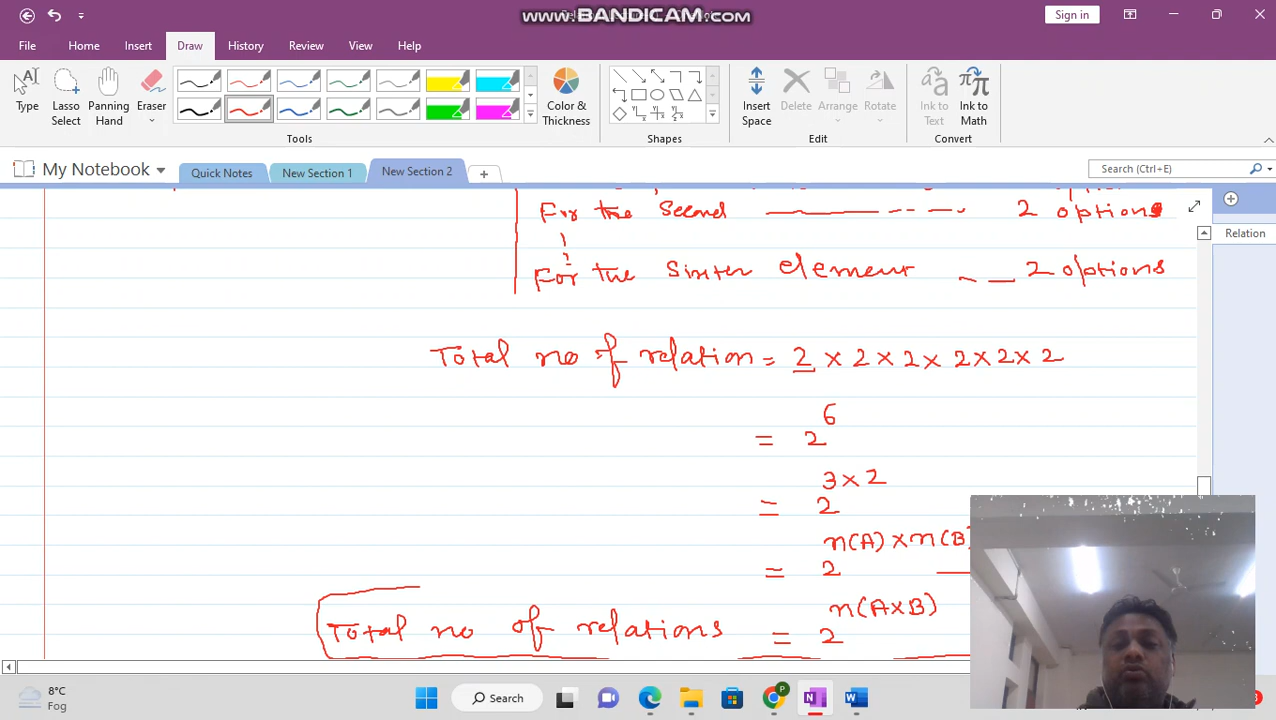 www.BANDICAM.com
Sign in
File Home Insert Draw History Review View Help
Type Lasso Select Panning Hand Eraser Color & Thickness Insert Space Delete Arrange Rotate Ink to Text Ink to Math
Tools Shapes Edit Convert
My Notebook Quick Notes New Section 1 New Section 2 + Search (Ctrl+E)
For the Second 2 options
Relation
For the Sixter element _ _ 2 options
Total no of relation = 2 × 2 × 2 × 2 × 2 × 2
= 2^6
= 2^3×2
= 2^n(A)×n(B)
Total no of relations = 2^n(A×B)
8°C
Fog
Search